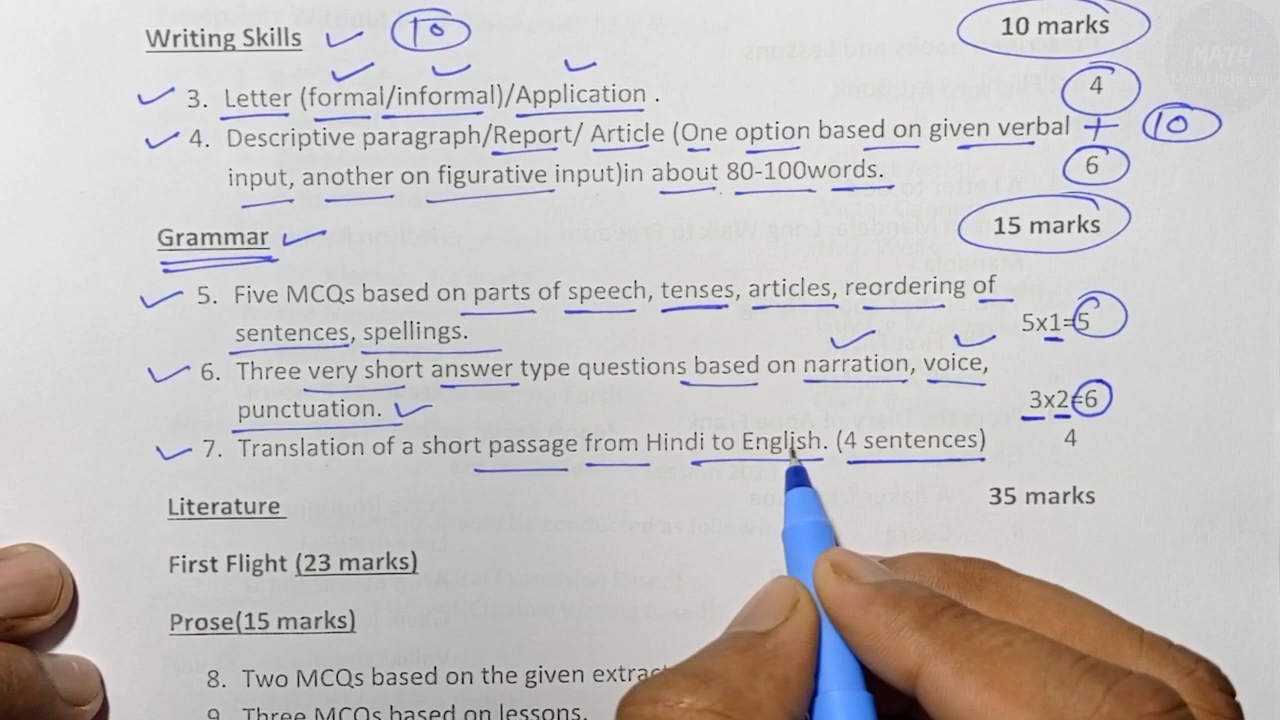 Writing Skills 10 10 marks
3. Letter (formal/informal)/Application . 4
4. Descriptive paragraph/Report/ Article (One option based on given verbal + 10
input, another on figurative input)in about 80-100words. 6
Grammar 15 marks
5. Five MCQs based on parts of speech, tenses, articles, reordering of
sentences, spellings. 5x1=5
6. Three very short answer type questions based on narration, voice,
punctuation. 3x2=6
7. Translation of a short passage from Hindi to English. (4 sentences) 4
Literature 35 marks
First Flight (23 marks)
Prose(15 marks)
8. Two MCQs based on the given extrac
9. Three MCQs based on lessons.
NATH